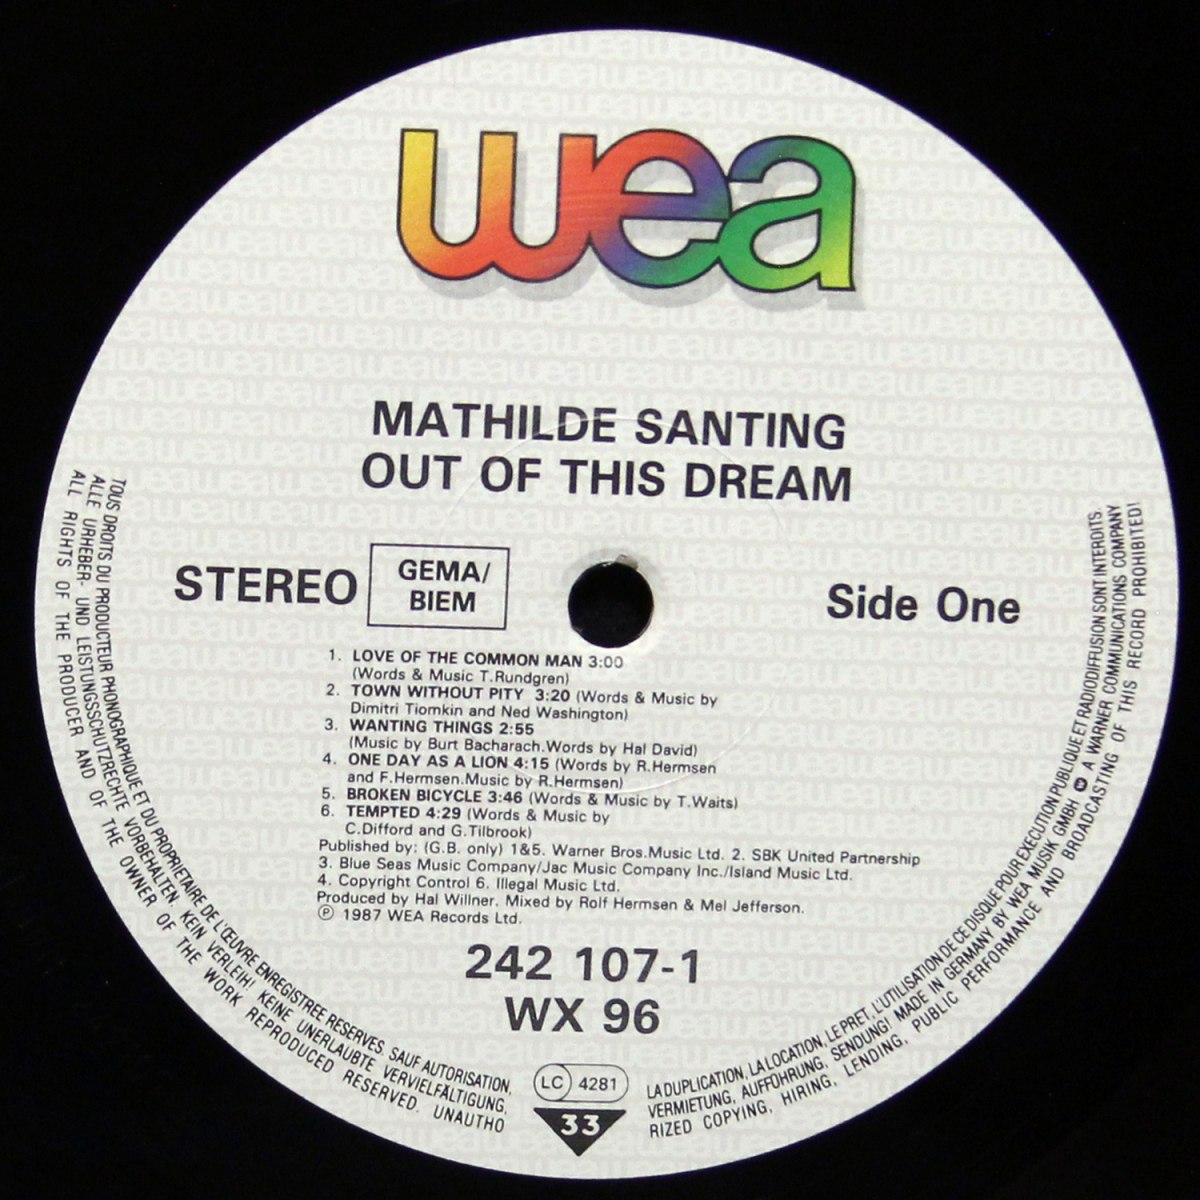 wea
MATHILDE SANTING
OUT OF THIS DREAM
STEREO
GEMA/
BIEM
Side One
1. LOVE OF THE COMMON MAN 3:00
(Words & Music T.Rundgren)
2. TOWN WITHOUT PITY 3:20 (Words & Music by
Dimitri Tiomkin and Ned Washington)
3. WANTING THINGS 2:55
(Music by Burt Bacharach.Words by Hal David)
4. ONE DAY AS A LION 4:15 (Words by R.Hermsen
and F.Hermsen.Music by R.Hermsen)
5. BROKEN BICYCLE 3:46 (Words & Music by T.Waits)
6. TEMPTED 4:29 (Words & Music by
C.Difford and G.Tilbrook)
Published by: (G.B. only) 1&5. Warner Bros.Music Ltd. 2. SBK United Partnership
3. Blue Seas Music Company/Jac Music Company Inc./Island Music Ltd.
4. Copyright Control 6. Illegal Music Ltd.
Produced by Hal Willner. Mixed by Rolf Hermsen & Mel Jefferson.
℗ 1987 WEA Records Ltd.
242 107-1
WX 96
LC 4281
33
TOUS DROITS DU PRODUCTEUR PHONOGRAPHIQUE ET DU PROPRIETAIRE DE L'ŒUVRE ENREGISTREE RESERVES. SAUF AUTORISATION, LA DUPLICATION, LA LOCATION, LE PRET, L'UTILISATION DE CE DISQUE POUR EXECUTION PUBLIQUE ET RADIODIFFUSION SONT INTERDITS.
ALLE URHEBER- UND LEISTUNGSSCHUTZRECHTE VORBEHALTEN. KEIN VERLEIH! KEINE UNERLAUBTE VERVIELFÄLTIGUNG, VERMIETUNG, AUFFÜHRUNG, SENDUNG! MADE IN GERMANY BY WEA MUSIK GMBH A WARNER COMMUNICATIONS COMPANY
ALL RIGHTS OF THE PRODUCER AND OF THE OWNER OF THE WORK REPRODUCED RESERVED. UNAUTHORIZED COPYING, HIRING, LENDING, PUBLIC PERFORMANCE AND BROADCASTING OF THIS RECORD PROHIBITED!